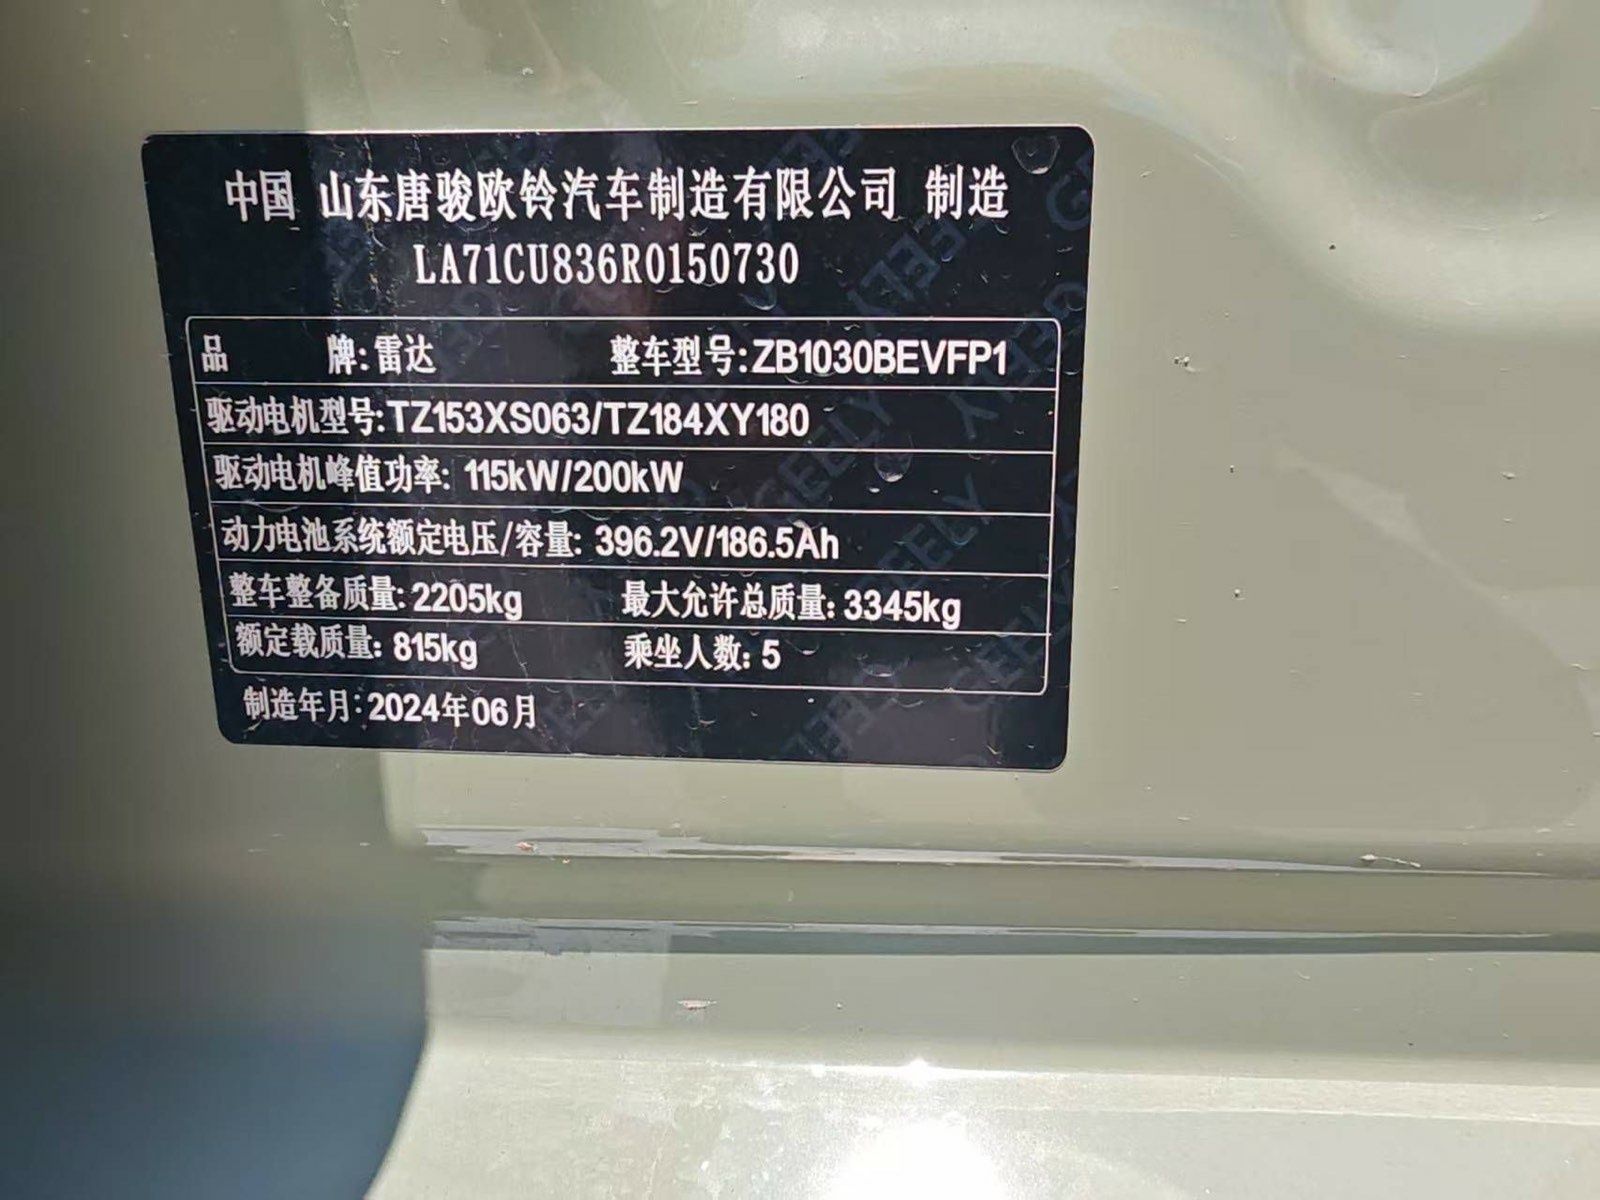 中国 山东唐骏欧铃汽车制造有限公司 制造
LA71CU836R0150730
品 牌:雷达 整车型号:ZB1030BEVFP1
驱动电机型号:TZ153XS063/TZ184XY180
驱动电机峰值功率: 115kW/200kW
动力电池系统额定电压/容量: 396.2V/186.5Ah
整车整备质量:2205kg 最大允许总质量:3345kg
额定载质量:815kg 乘坐人数:5
制造年月:2024年06月
GEELY